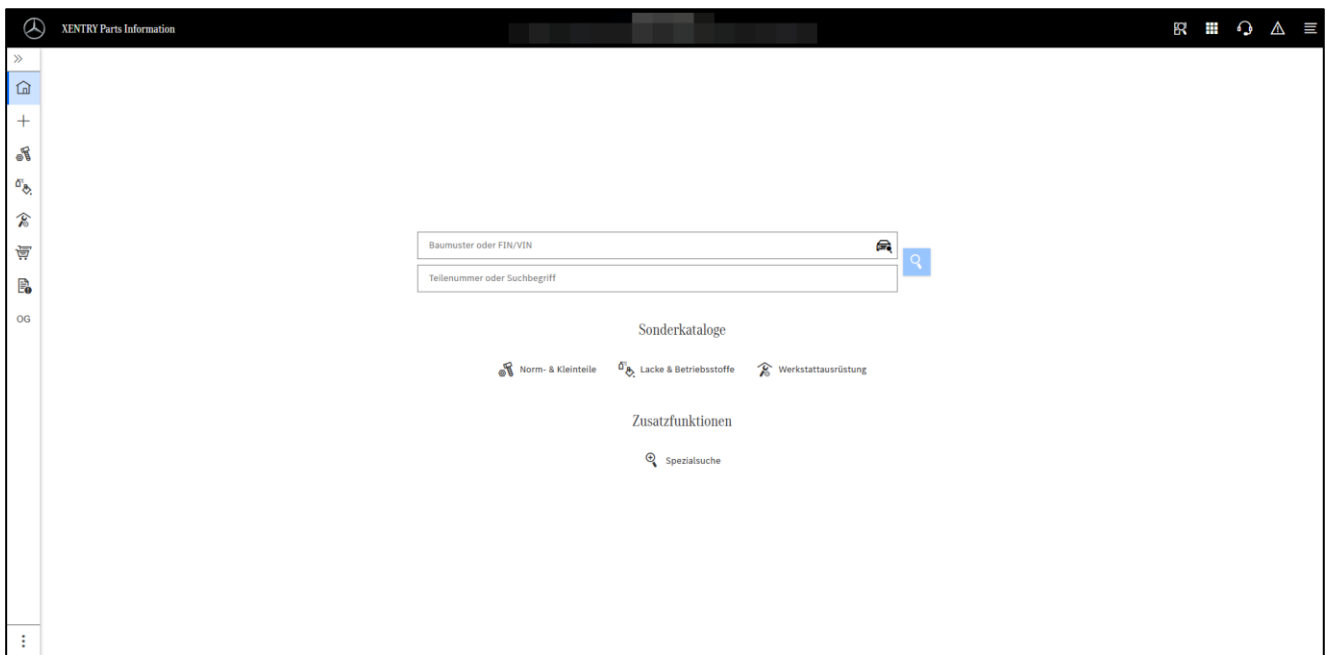 XENTRY Parts Information
Baumuster oder FIN/VIN
Teilenummer oder Suchbegriff
OG
Sonderkataloge
Norm- & Kleinteile Lacke & Betriebsstoffe Werkstattausrüstung
Zusatzfunktionen
Spezialsuche